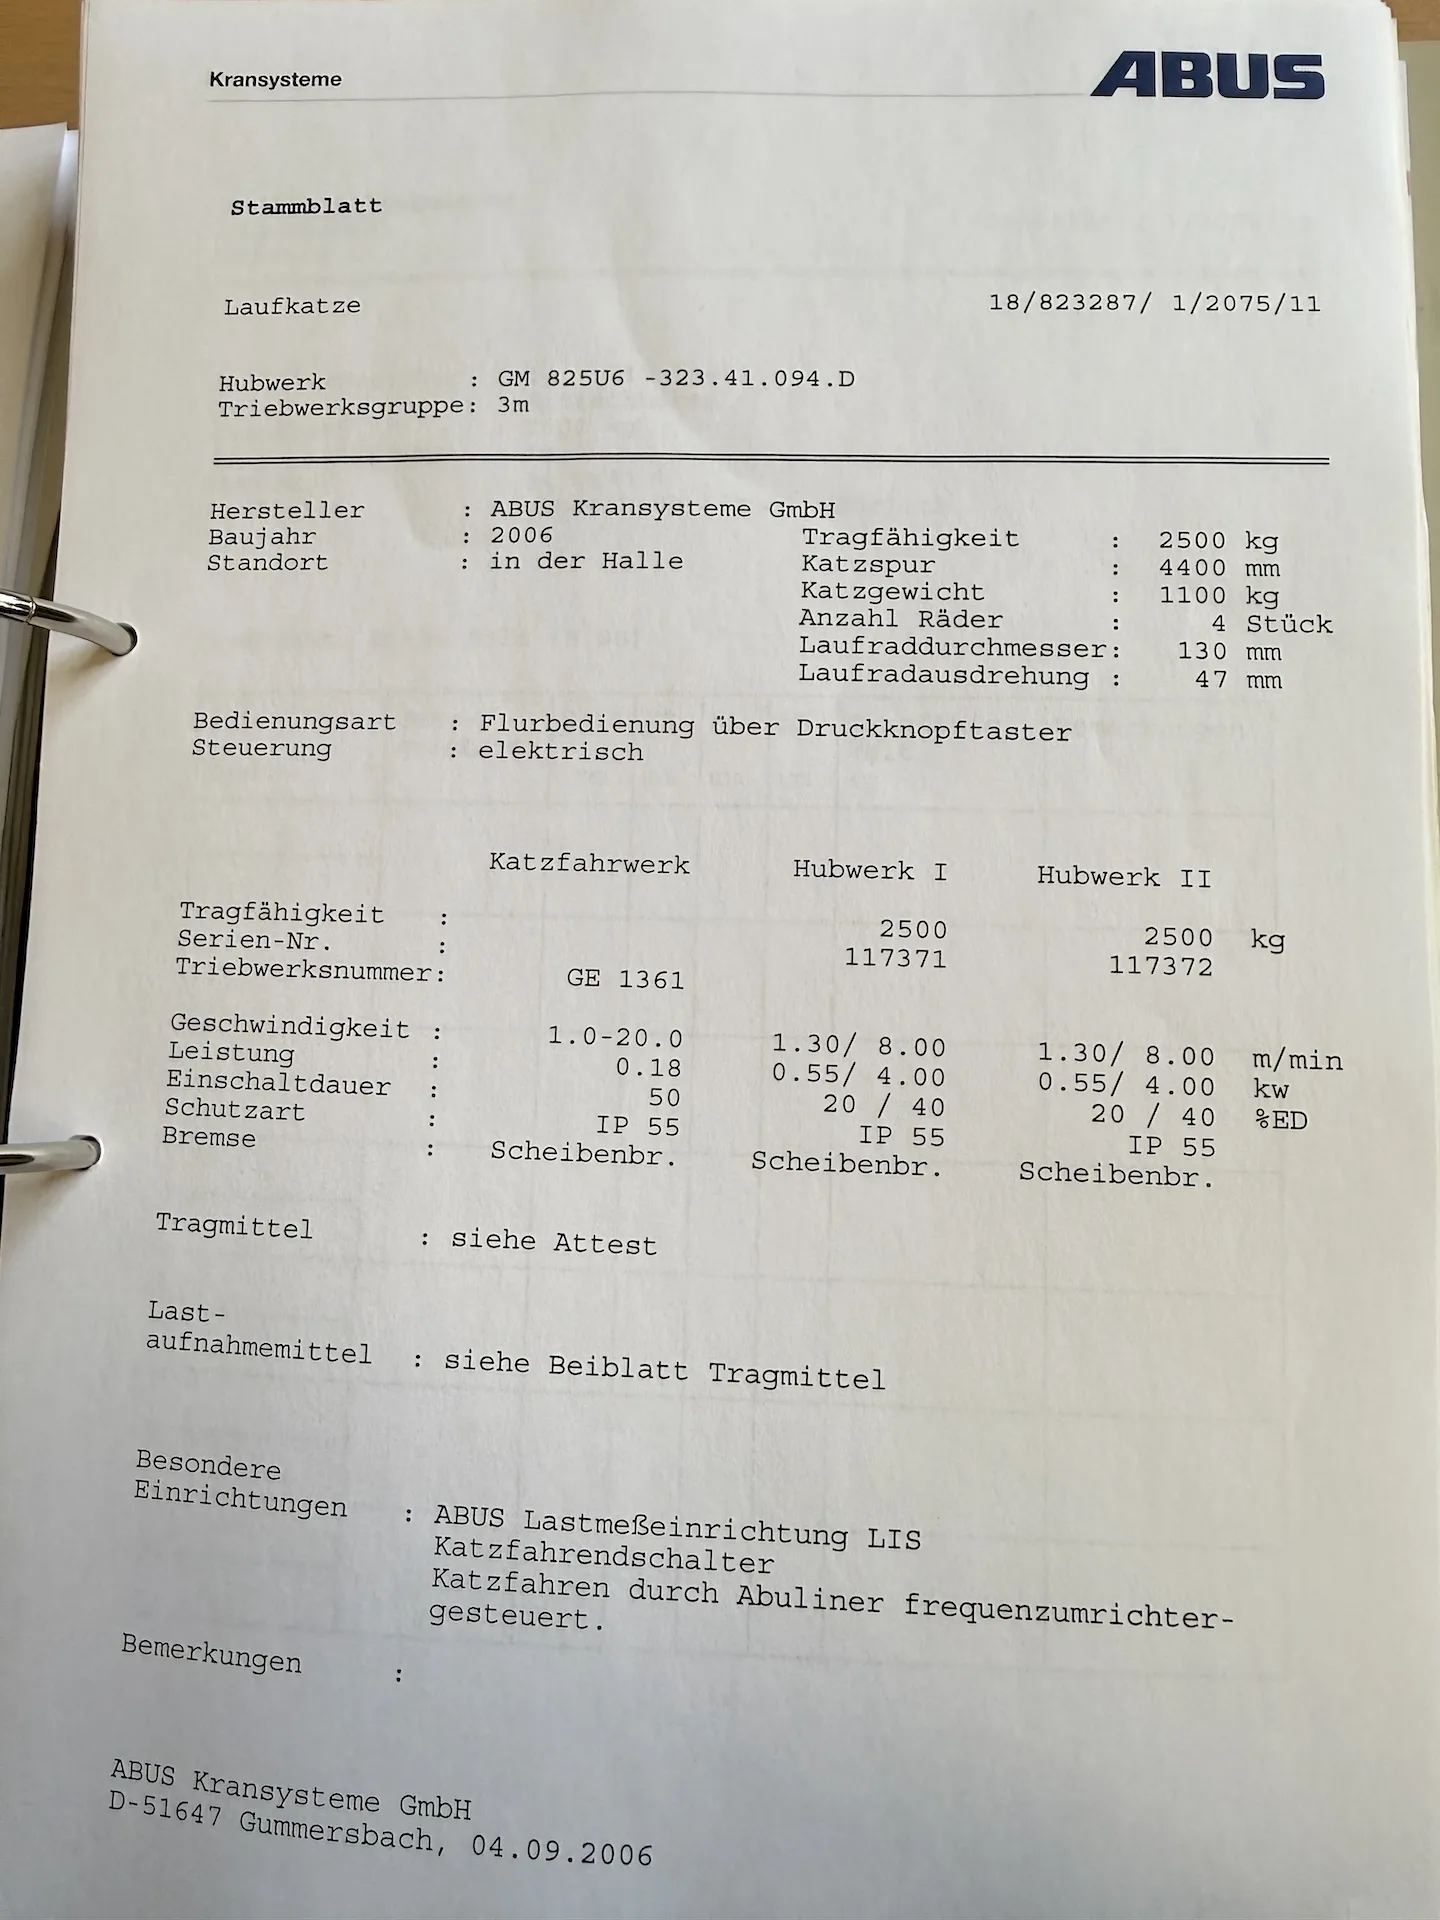 Kransysteme ABUS
Stammblatt
Laufkatze 18/823287/ 1/2075/11
Hubwerk : GM 825U6 -323.41.094.D
Triebwerksgruppe: 3m
Hersteller : ABUS Kransysteme GmbH
Baujahr : 2006 Tragfähigkeit : 2500 kg
Standort : in der Halle Katzspur : 4400 mm
Katzgewicht : 1100 kg
Anzahl Räder : 4 Stück
Laufraddurchmesser: 130 mm
Laufradausdrehung : 47 mm
Bedienungsart : Flurbedienung über Druckknopftaster
Steuerung : elektrisch
Katzfahrwerk Hubwerk I Hubwerk II
Tragfähigkeit : 2500 2500 kg
Serien-Nr. : 117371 117372
Triebwerksnummer: GE 1361
Geschwindigkeit : 1.0-20.0 1.30/ 8.00 1.30/ 8.00 m/min
Leistung : 0.18 0.55/ 4.00 0.55/ 4.00 kw
Einschaltdauer : 50 20 / 40 20 / 40 %ED
Schutzart : IP 55 IP 55 IP 55
Bremse : Scheibenbr. Scheibenbr. Scheibenbr.
Tragmittel : siehe Attest
Last-
aufnahmemittel : siehe Beiblatt Tragmittel
Besondere
Einrichtungen : ABUS Lastmeßeinrichtung LIS
Katzfahrendschalter
Katzfahren durch Abuliner frequenzumrichter-
gesteuert.
Bemerkungen :
ABUS Kransysteme GmbH
D-51647 Gummersbach, 04.09.2006